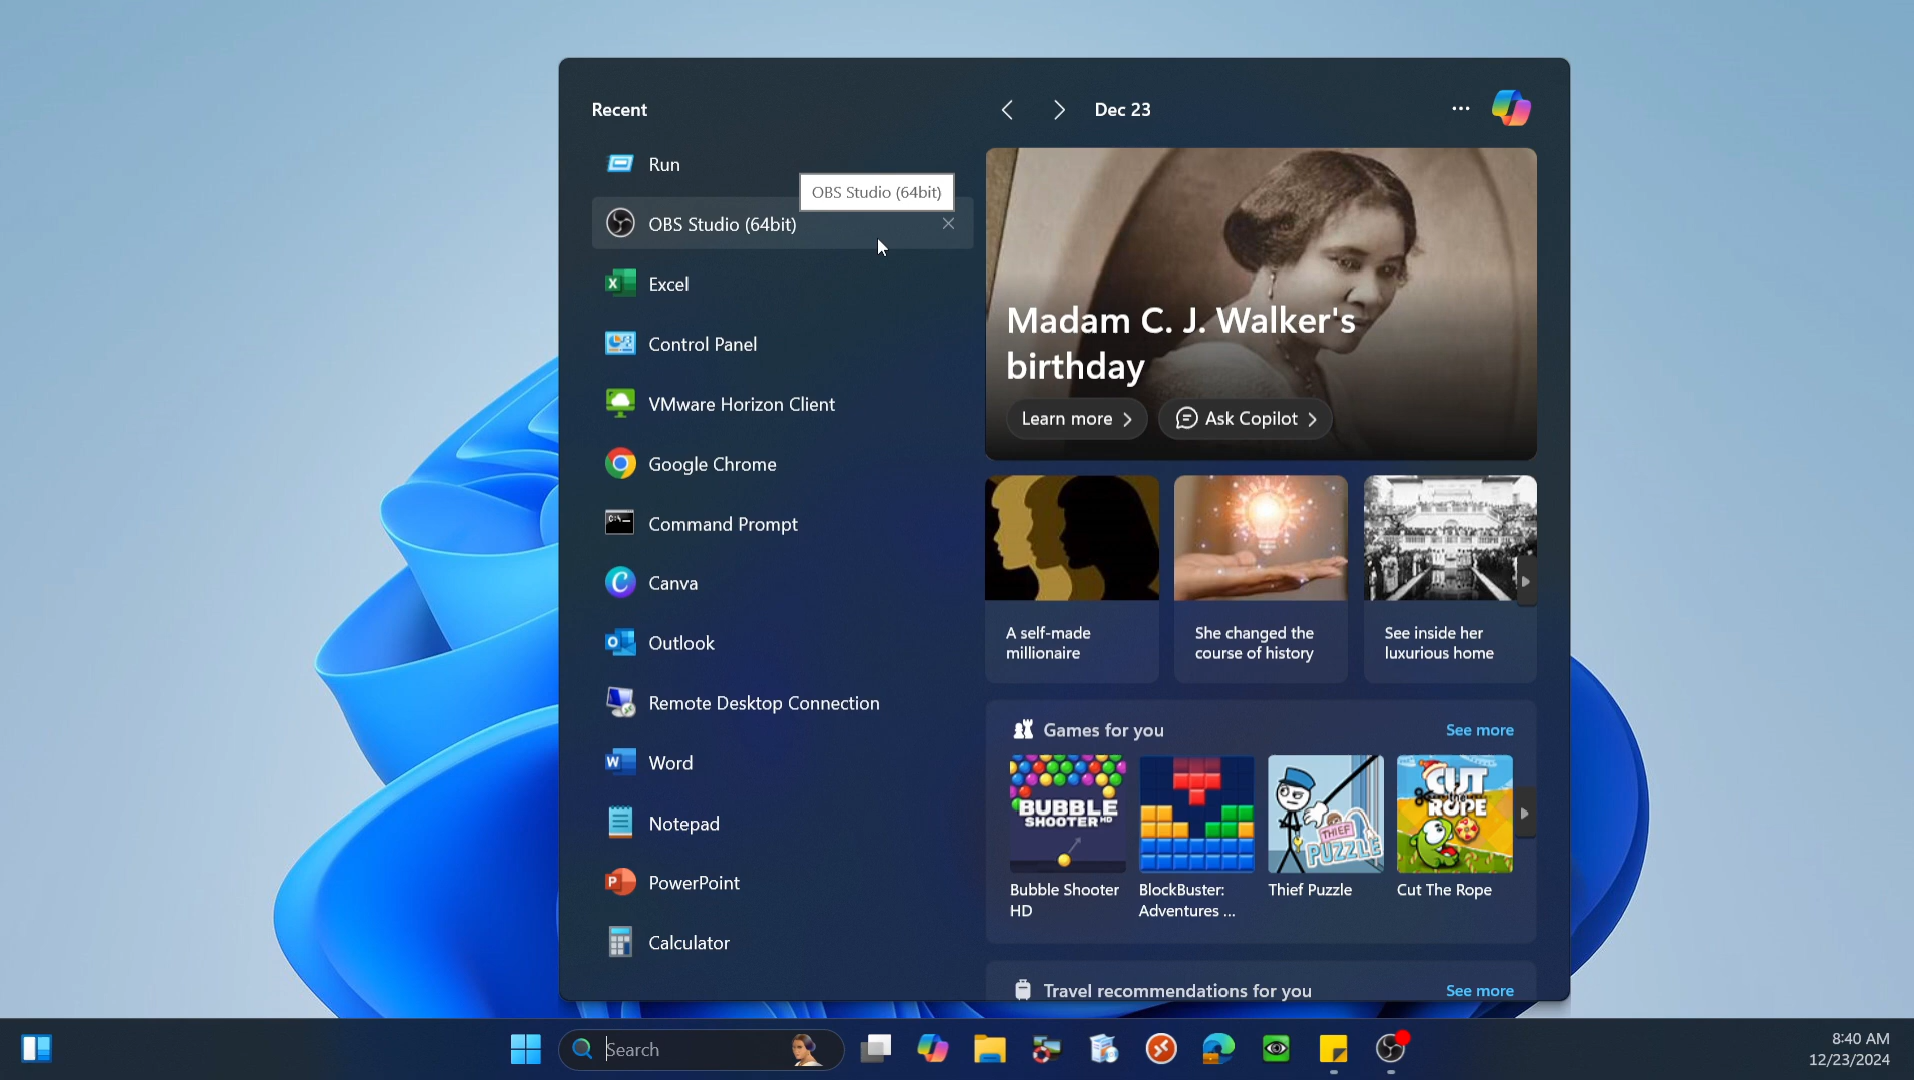 Recent
Run
OBS Studio (64bit)
OBS Studio (64bit)
Excel
Control Panel
VMware Horizon Client
Google Chrome
Command Prompt
Canva
Outlook
Remote Desktop Connection
Word
Notepad
PowerPoint
Calculator
Dec 23
Madam C. J. Walker's
birthday
Learn more
Ask Copilot
A self-made
millionaire
She changed the
course of history
See inside her
luxurious home
Games for you
See more
BUBBLE
SHOOTER HD
THIEF
PUZZLE
CUT
the
ROPE
Bubble Shooter
HD
BlockBuster:
Adventures ...
Thief Puzzle
Cut The Rope
Travel recommendations for you
See more
Search
8:40 AM
12/23/2024